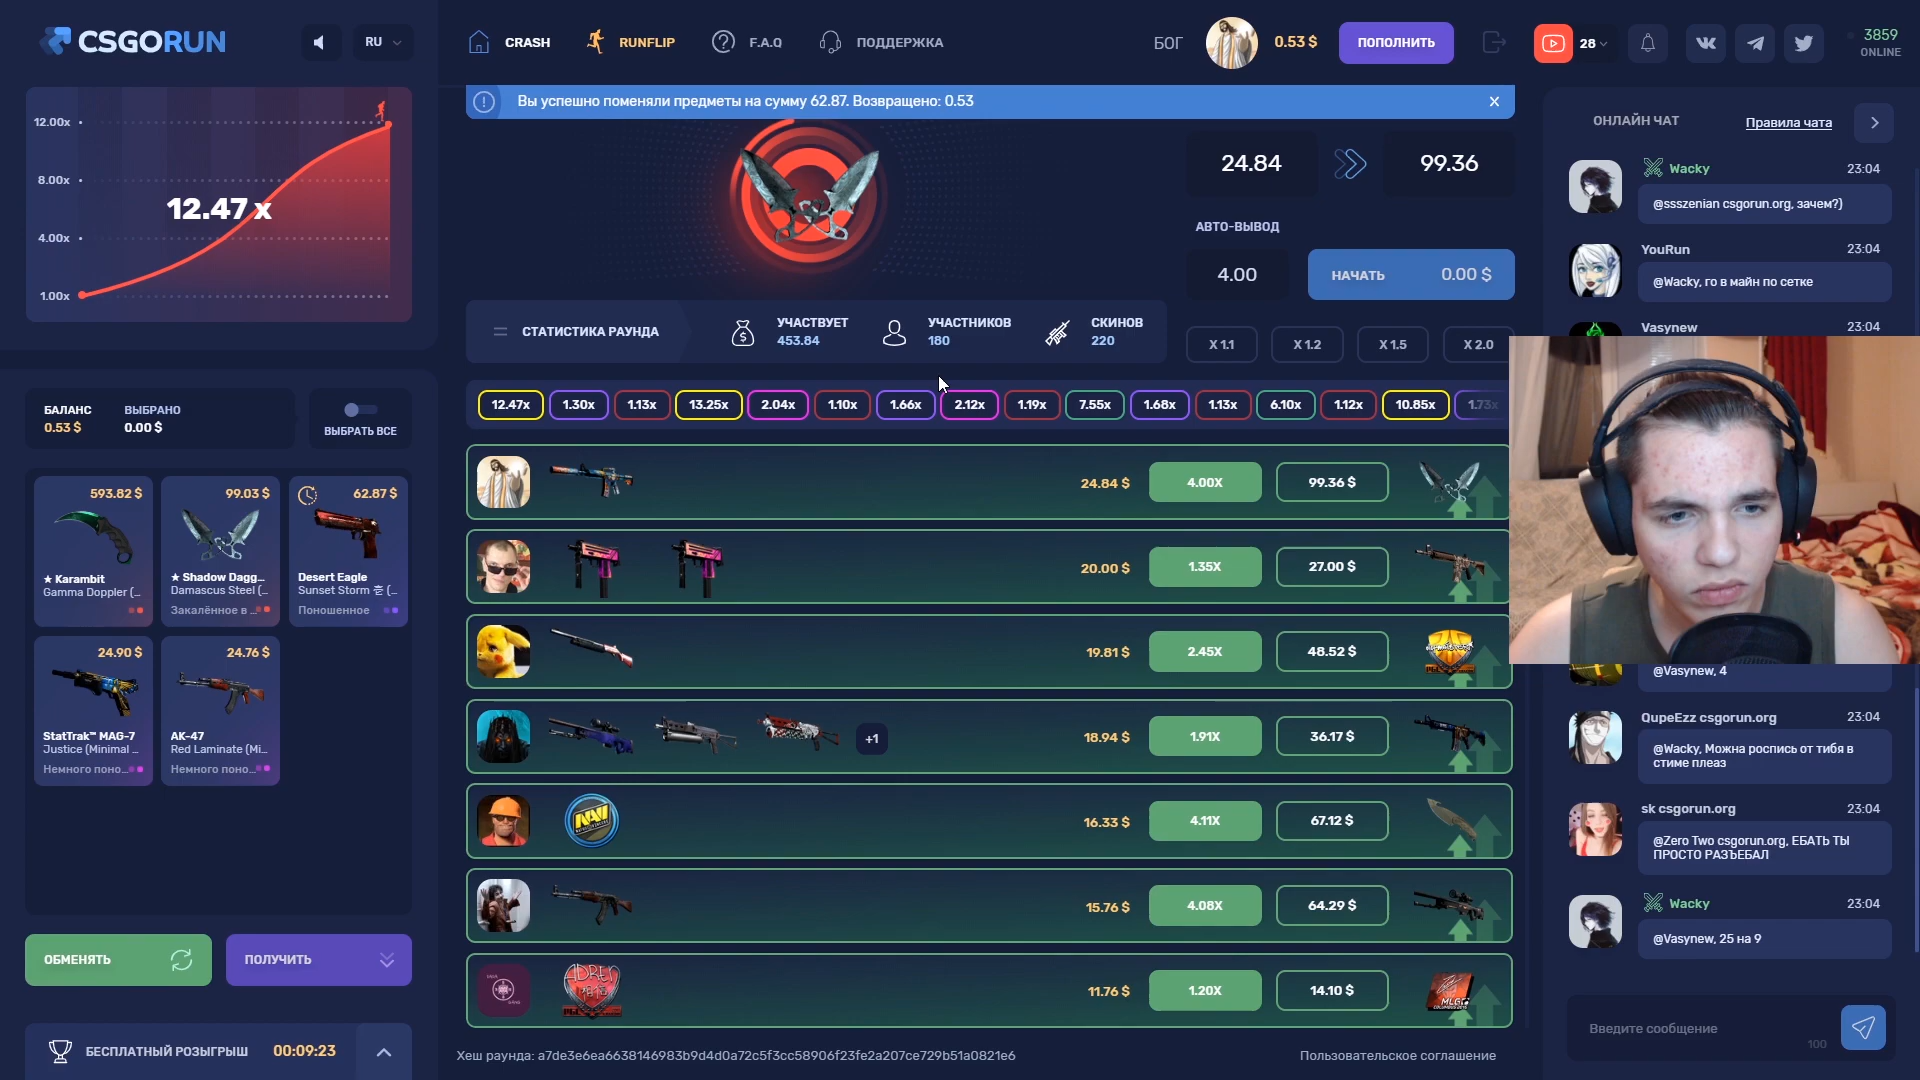 CSGORUN
RU
CRASH
RUNFLIP
F.A.Q
ПОДДЕРЖКА
БОГ
0.53 $
ПОПОЛНИТЬ
28
3859
ONLINE
12.00x
8.00x
4.00x
1.00x
12.47 x
Вы успешно поменяли предметы на сумму 62.87. Возвращено: 0.53
X
24.84
99.36
АВТО-ВЫВОД
4.00
НАЧАТЬ
0.00 $
СТАТИСТИКА РАУНДА
УЧАСТВУЕТ
453.84
УЧАСТНИКОВ
180
СКИНОВ
220
X 1.1
X 1.2
X 1.5
X 2.0
12.47x
1.30x
1.13x
13.25x
2.04x
1.10x
1.66x
2.12x
1.19x
7.55x
1.68x
1.13x
6.10x
1.12x
10.85x
1.73x
24.84 $
4.00X
99.36 $
20.00 $
1.35X
27.00 $
19.81 $
2.45X
48.52 $
+1
18.94 $
1.91X
36.17 $
16.33 $
4.11X
67.12 $
15.76 $
4.08X
64.29 $
11.76 $
1.20X
14.10 $
БАЛАНС
0.53 $
ВЫБРАНО
0.00 $
ВЫБРАТЬ ВСЕ
593.82 $
★ Karambit
Gamma Doppler (...
99.03 $
★ Shadow Dagg...
Damascus Steel (...
Закалённое в ...
62.87 $
Desert Eagle
Sunset Storm 壱 (...
Поношенное
24.90 $
StatTrak™ MAG-7
Justice (Minimal ...
Немного поно...
24.76 $
AK-47
Red Laminate (Mi...
Немного поно...
ОБМЕНЯТЬ
ПОЛУЧИТЬ
БЕСПЛАТНЫЙ РОЗЫГРЫШ
00:09:23
Хеш раунда: a7de3e6ea6638146983b9d4d0a72c5f3cc58906f23fe2a207ce729b51a0821e6
Пользовательское соглашение
ОНЛАЙН ЧАТ
Правила чата
Wacky
23:04
@ssszenian csgorun.org, зачем?)
YouRun
23:04
@Wacky, го в майн по сетке
Vasynew
23:04
@Vasynew, 4
QupeEzz csgorun.org
23:04
@Wacky, Можна роспись от тибя в
стиме плеаз
sk csgorun.org
23:04
@Zero Two csgorun.org, ЕБАТЬ ТЫ
ПРОСТО РАЗЪЕБАЛ
Wacky
23:04
@Vasynew, 25 на 9
Введите сообщение
100